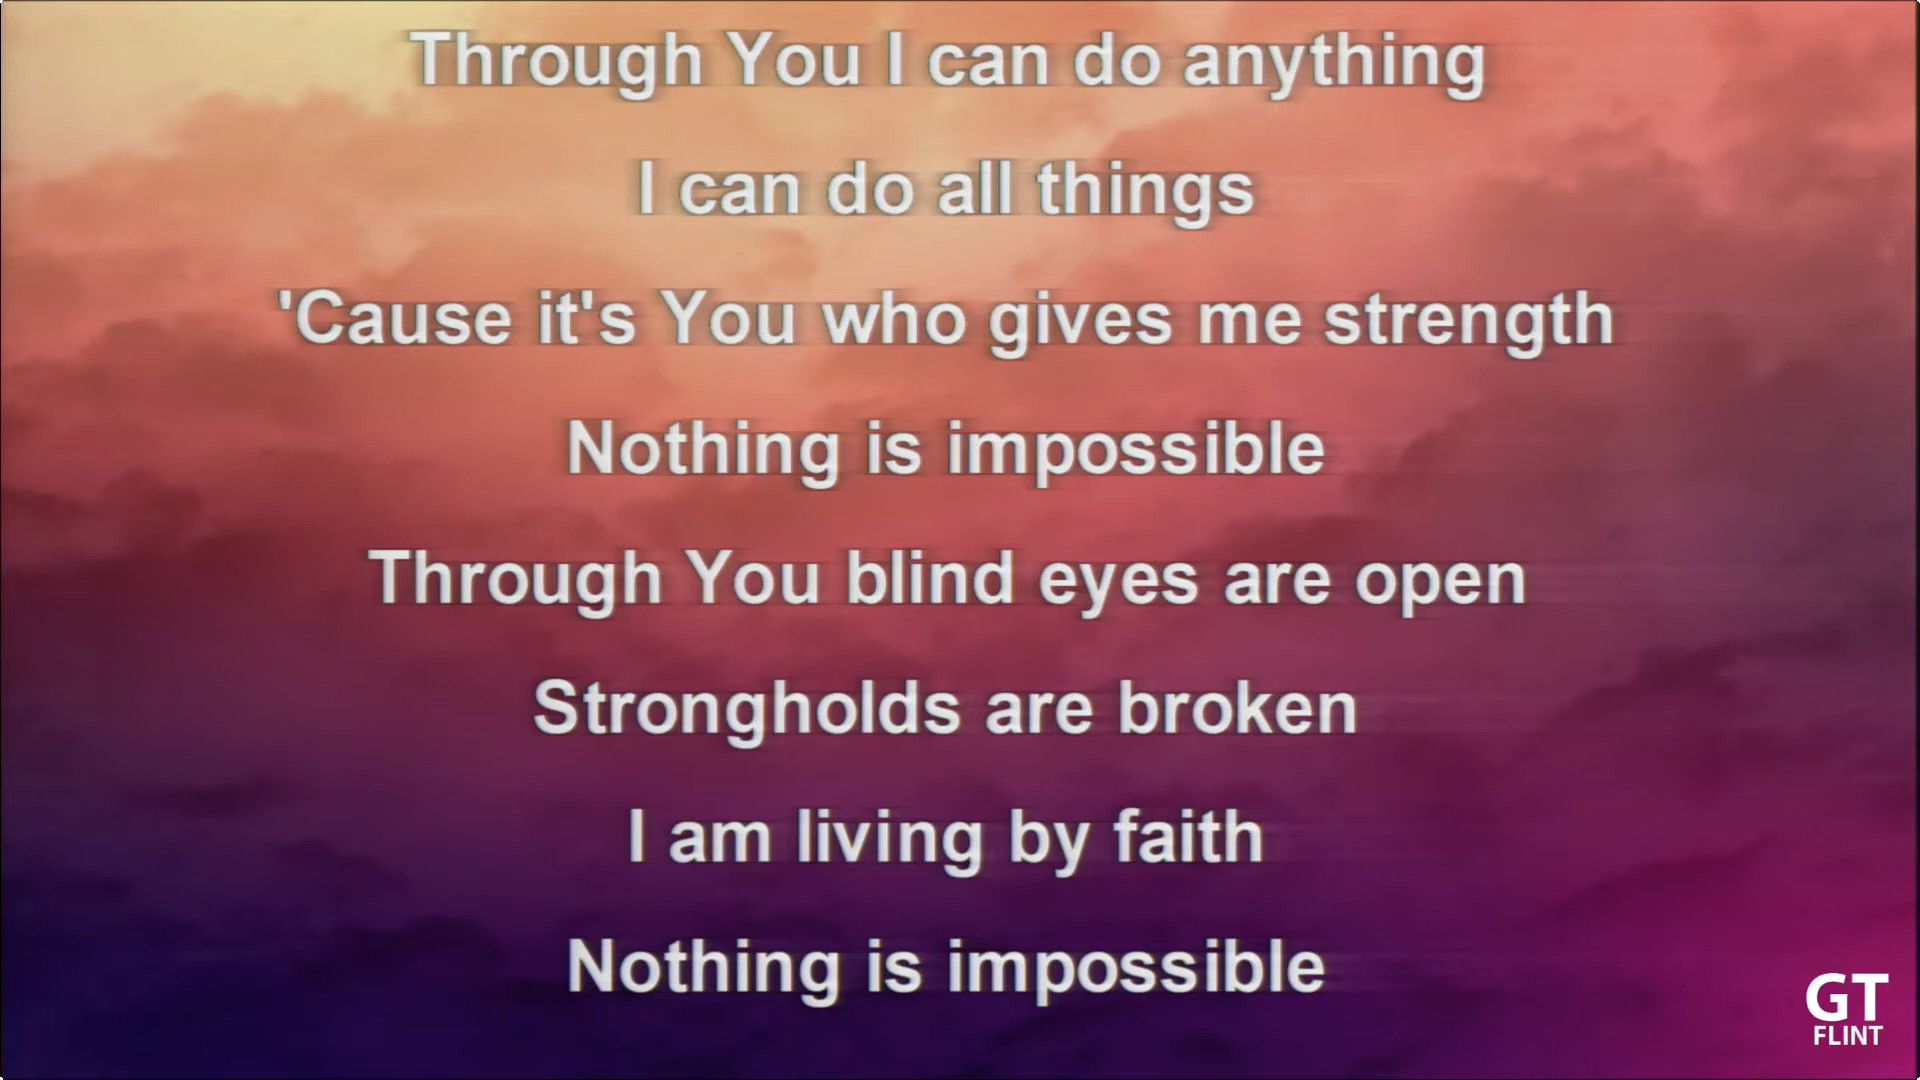 Through You I can do anything
I can do all things
'Cause it's You who gives me strength
Nothing is impossible
Through You blind eyes are open
Strongholds are broken
I am living by faith
Nothing is impossible
GT
FLINT